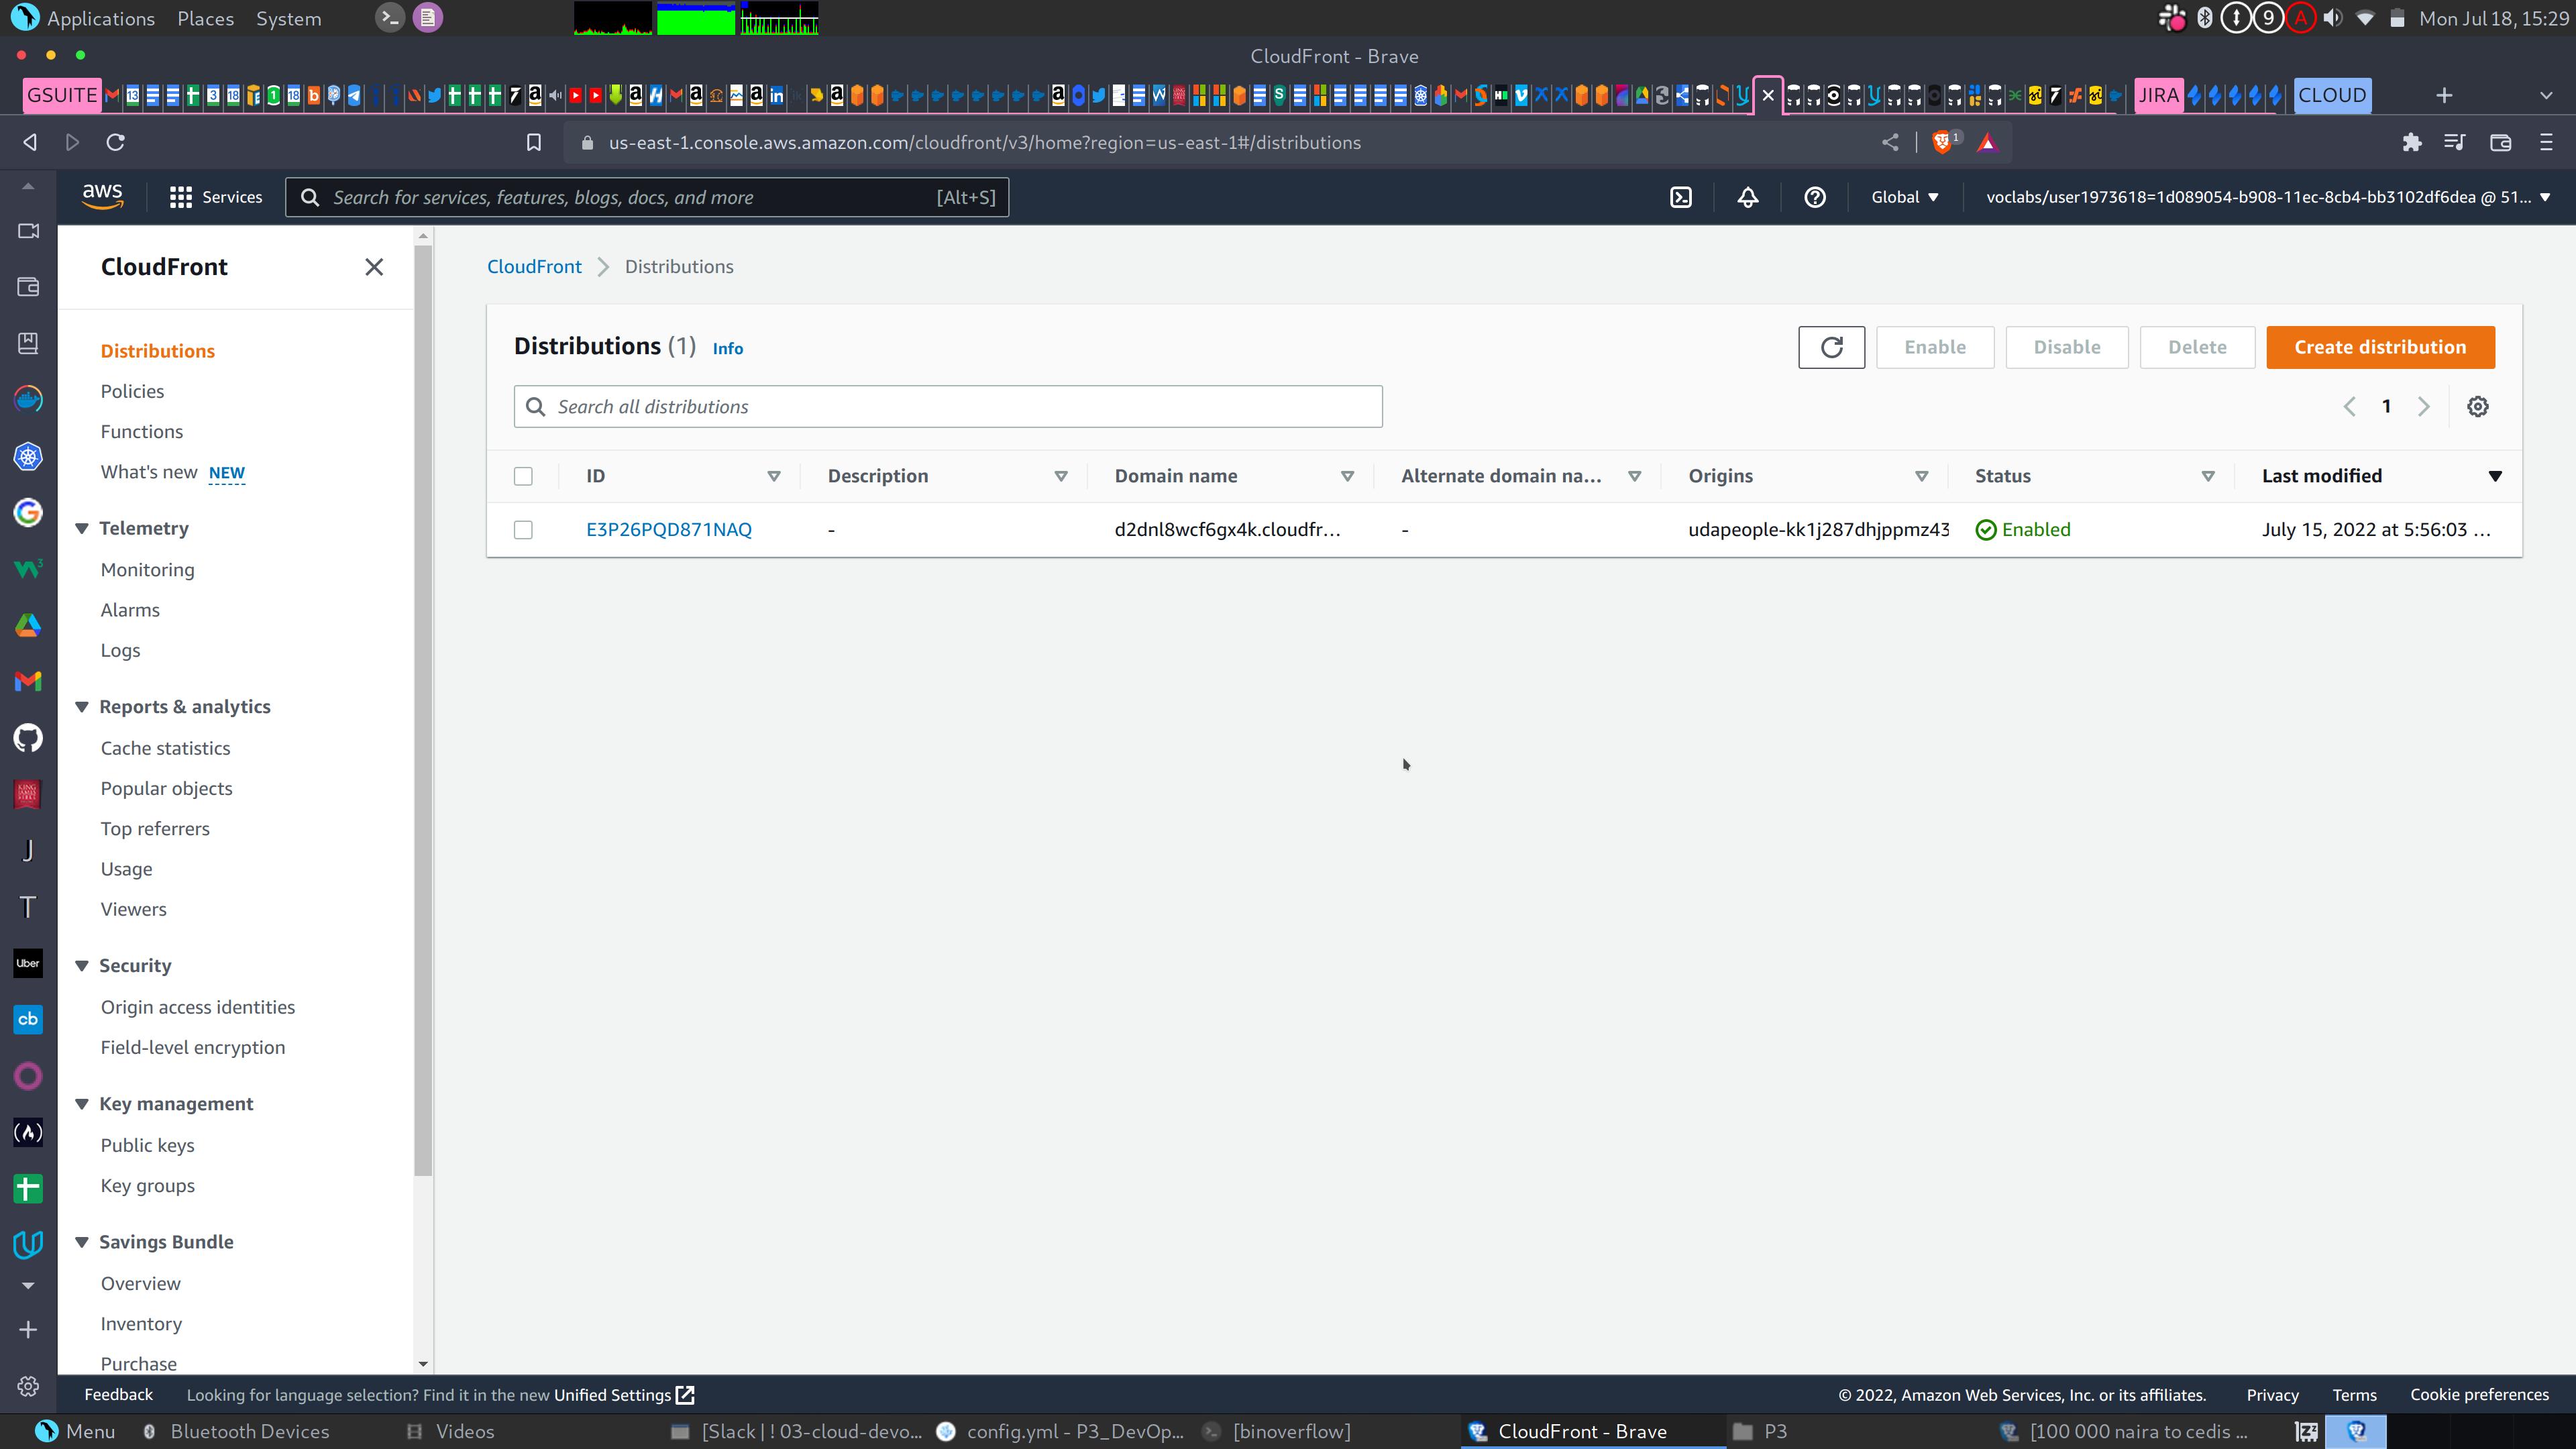 Applications Places System
9 A Mon Jul 18, 15:29
CloudFront - Brave
GSUITE JIRA CLOUD
us-east-1.console.aws.amazon.com/cloudfront/v3/home?region=us-east-1#/distributions
1
aws Services Search for services, features, blogs, docs, and more [Alt+S] Global voclabs/user1973618=1d089054-b908-11ec-8cb4-bb3102df6dea @ 51...
CloudFront
Distributions
Policies
Functions
What's new NEW
Telemetry
Monitoring
Alarms
Logs
Reports & analytics
Cache statistics
Popular objects
Top referrers
Usage
Viewers
Security
Origin access identities
Field-level encryption
Key management
Public keys
Key groups
Savings Bundle
Overview
Inventory
Purchase
CloudFront Distributions
Distributions (1) Info
Enable Disable Delete Create distribution
Search all distributions
1
ID Description Domain name Alternate domain na... Origins Status Last modified
E3P26PQD871NAQ - d2dnl8wcf6gx4k.cloudfr... - udapeople-kk1j287dhjppmz43 Enabled July 15, 2022 at 5:56:03 ...
J
T
Uber
cb
Feedback Looking for language selection? Find it in the new Unified Settings © 2022, Amazon Web Services, Inc. or its affiliates. Privacy Terms Cookie preferences
Menu Bluetooth Devices Videos [Slack | ! 03-cloud-devo... config.yml - P3_DevOp... [binoverflow] CloudFront - Brave P3 [100 000 naira to cedis ...